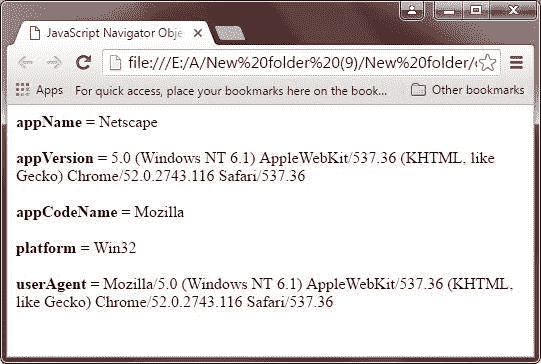 JavaScript Navigator Obje
file:///E:/A/New%20folder%20(9)/New%20folder/
Apps For quick access, place your bookmarks here on the book... Other bookmarks
appName = Netscape
appVersion = 5.0 (Windows NT 6.1) AppleWebKit/537.36 (KHTML, like
Gecko) Chrome/52.0.2743.116 Safari/537.36
appCodeName = Mozilla
platform = Win32
userAgent = Mozilla/5.0 (Windows NT 6.1) AppleWebKit/537.36 (KHTML,
like Gecko) Chrome/52.0.2743.116 Safari/537.36